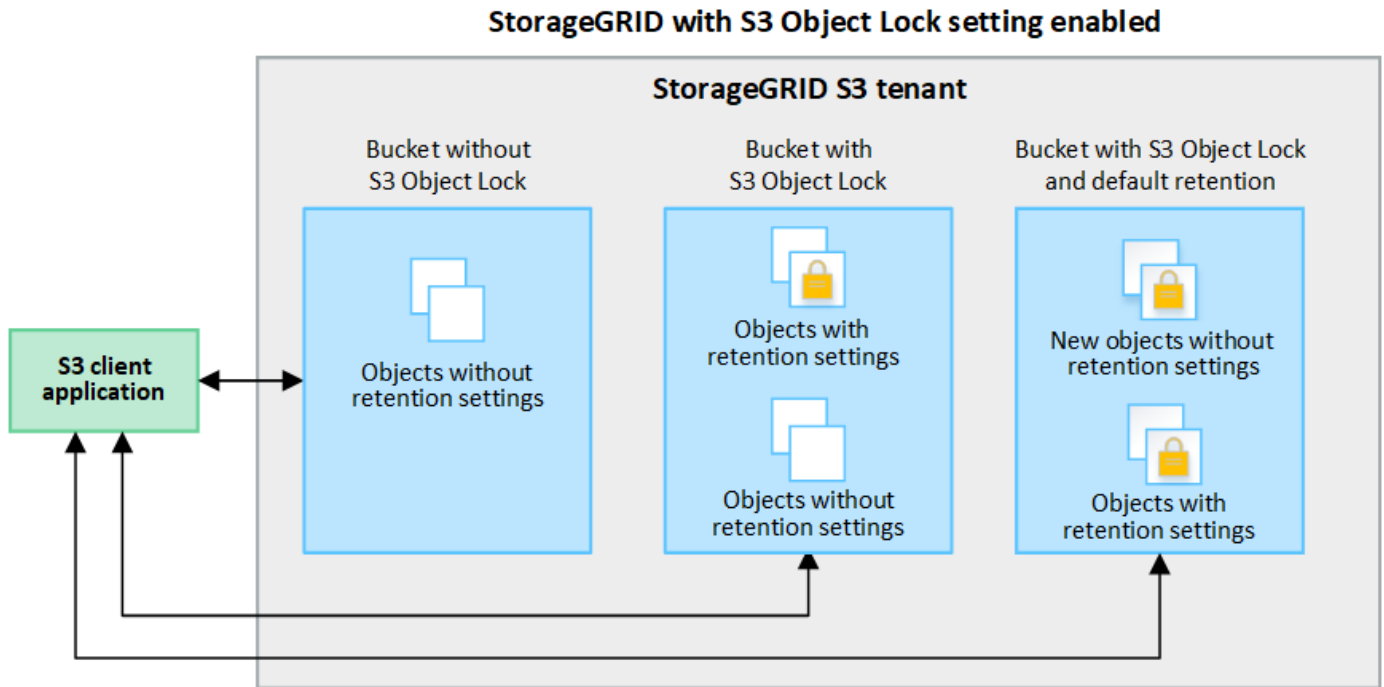 StorageGRID with S3 Object Lock setting enabled
StorageGRID S3 tenant
Bucket without
S3 Object Lock
Bucket with
S3 Object Lock
Bucket with S3 Object Lock
and default retention
S3 client
application
Objects without
retention settings
Objects with
retention settings
Objects without
retention settings
New objects without
retention settings
Objects with
retention settings